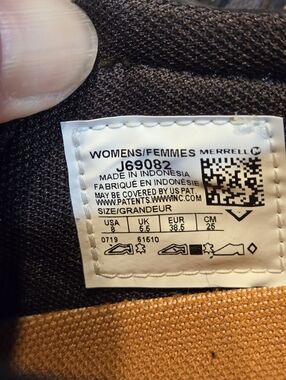 WOMENS/FEMMES MERRELL
J69082
MADE IN INDONESIA
FABRIQUÉ EN INDONÉSIE
MAY BE COVERED BY US PAT
WWW.PATENTS.WWWINC.COM
SIZE/GRANDEUR
USA UK EUR CM
8 5.5 38.5 25
0719 61610